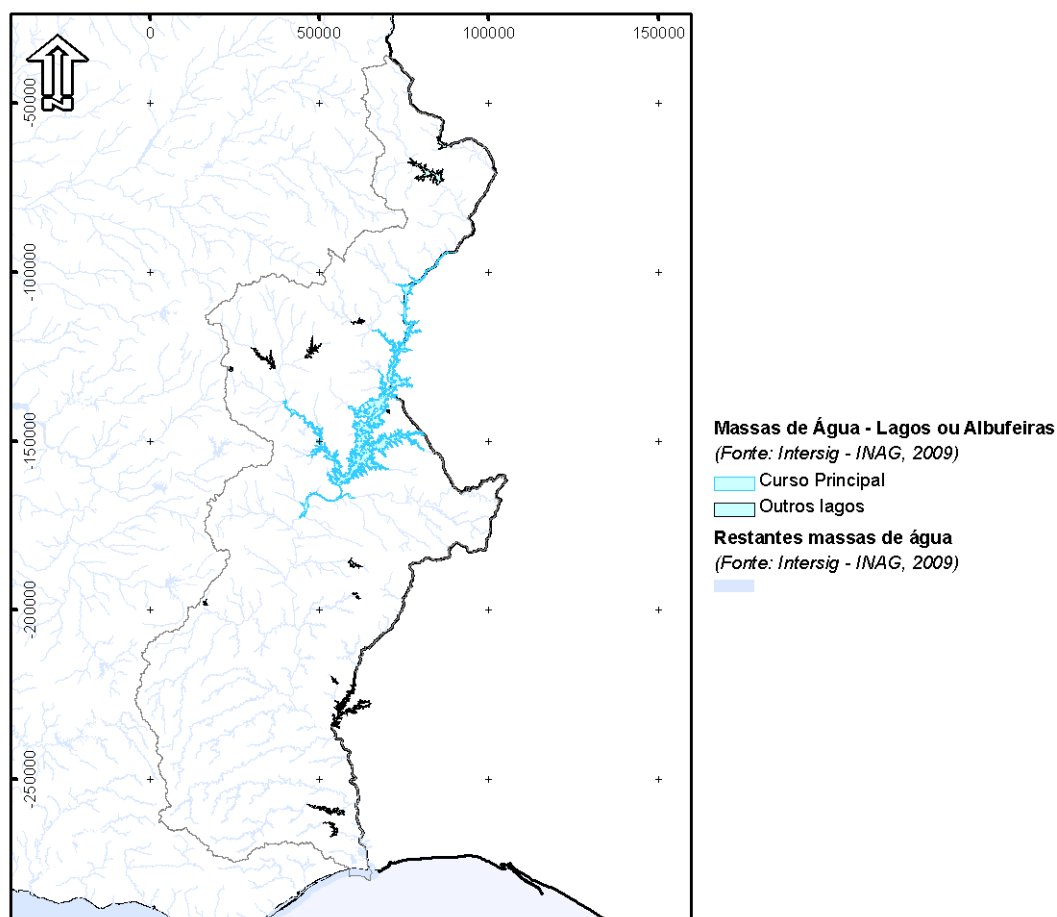 0 50000 100000 150000
N
-50000
-100000
-150000
-200000
-250000
Massas de Água - Lagos ou Albufeiras
(Fonte: Intersig - INAG, 2009)
Curso Principal
Outros lagos
Restantes massas de água
(Fonte: Intersig - INAG, 2009)